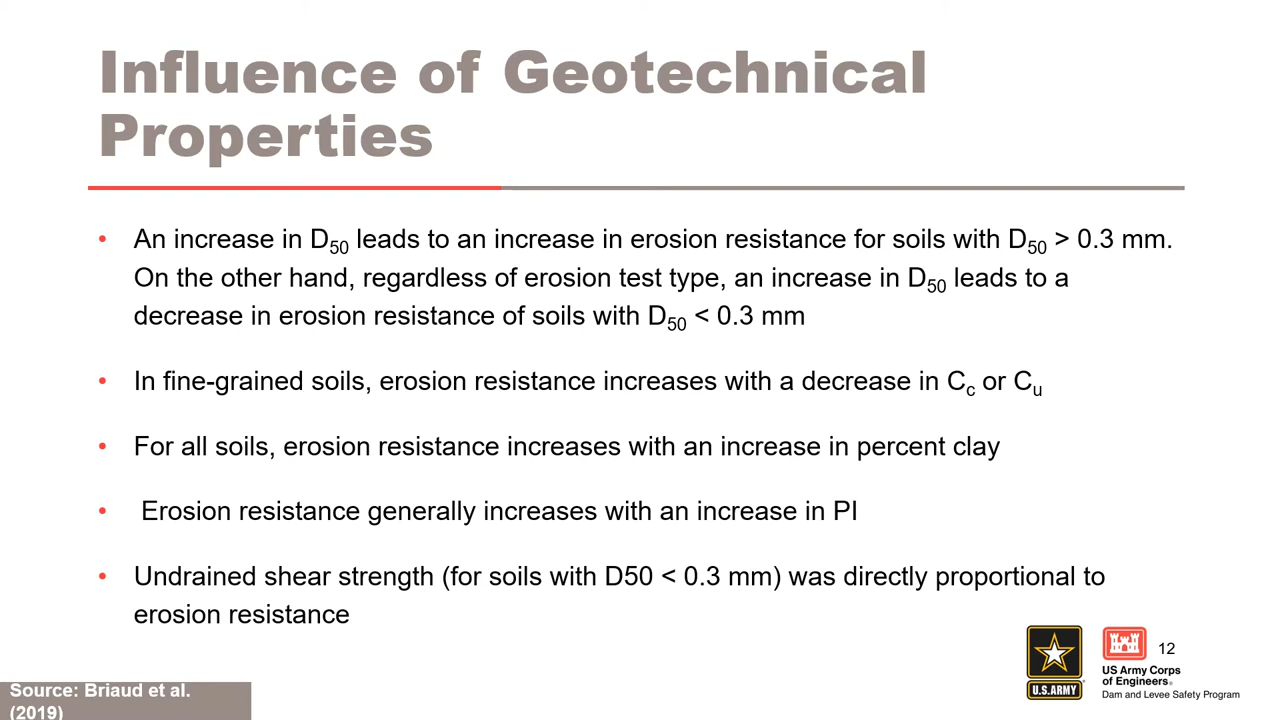 Influence of Geotechnical
Properties
• An increase in D50 leads to an increase in erosion resistance for soils with D50 > 0.3 mm.
On the other hand, regardless of erosion test type, an increase in D50 leads to a
decrease in erosion resistance of soils with D50 < 0.3 mm
• In fine-grained soils, erosion resistance increases with a decrease in Cc or Cu
• For all soils, erosion resistance increases with an increase in percent clay
• Erosion resistance generally increases with an increase in PI
• Undrained shear strength (for soils with D50 < 0.3 mm) was directly proportional to
erosion resistance
U.S.ARMY
12
US Army Corps
of Engineers®
Dam and Levee Safety Program
Source: Briaud et al.
(2019)